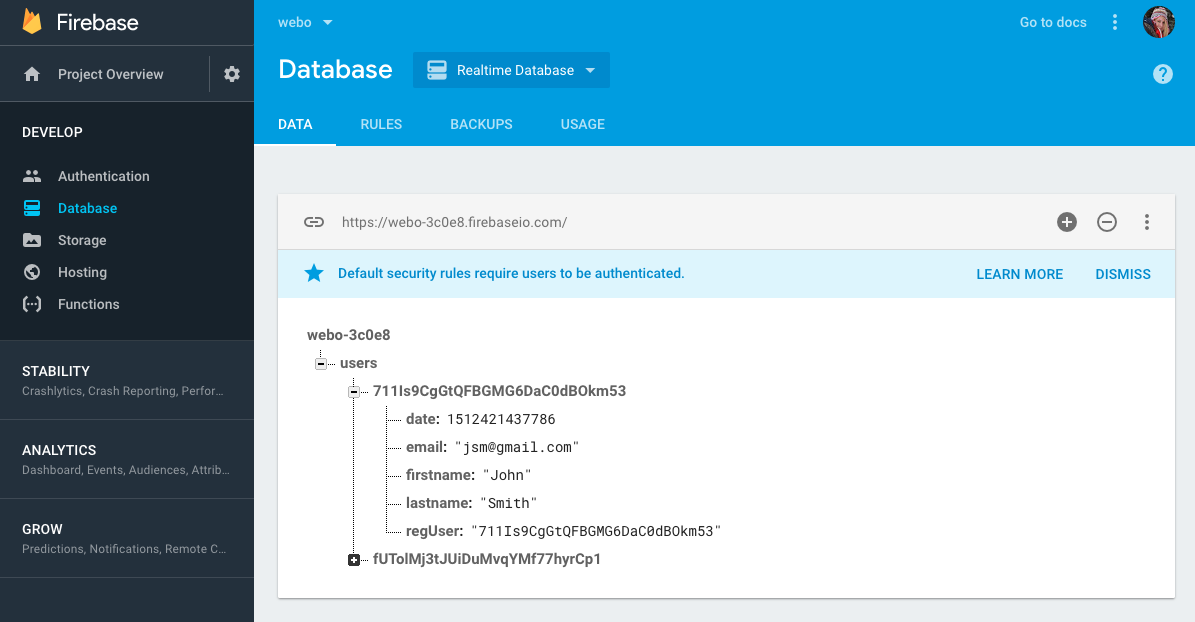 Firebase
webo
Go to docs
Project Overview
Database
Realtime Database
?
DEVELOP
DATA
RULES
BACKUPS
USAGE
Authentication
Database
Storage
Hosting
Functions
STABILITY
Crashlytics, Crash Reporting, Perfor...
ANALYTICS
Dashboard, Events, Audiences, Attrib...
GROW
Predictions, Notifications, Remote C...
https://webo-3c0e8.firebaseio.com/
Default security rules require users to be authenticated.
LEARN MORE
DISMISS
webo-3c0e8
users
711Is9CgGtQFBGMG6DaC0dBOkm53
date: 1512421437786
email: "jsm@gmail.com"
firstname: "John"
lastname: "Smith"
regUser: "711Is9CgGtQFBGMG6DaC0dBOkm53"
fUTolMj3tJUiDuMvqYMf77hyrCp1